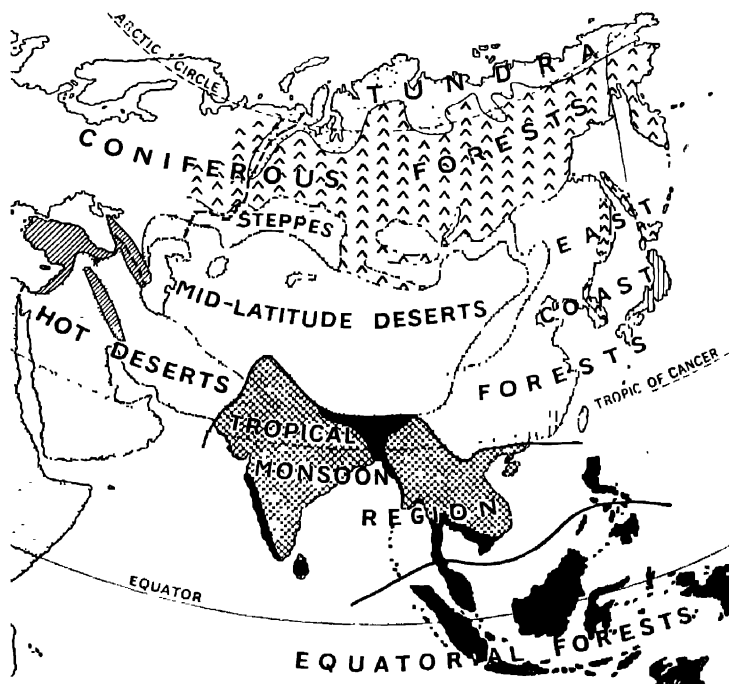 ARCTIC CIRCLE
TUNDRA
CONIFEROUS FORESTS
STEPPES
EAST
COAST
FORESTS
MID-LATITUDE DESERTS
HOT DESERTS
TROPIC OF CANCER
TROPICAL
MONSOON
REGION
EQUATOR
EQUATORIAL FORESTS